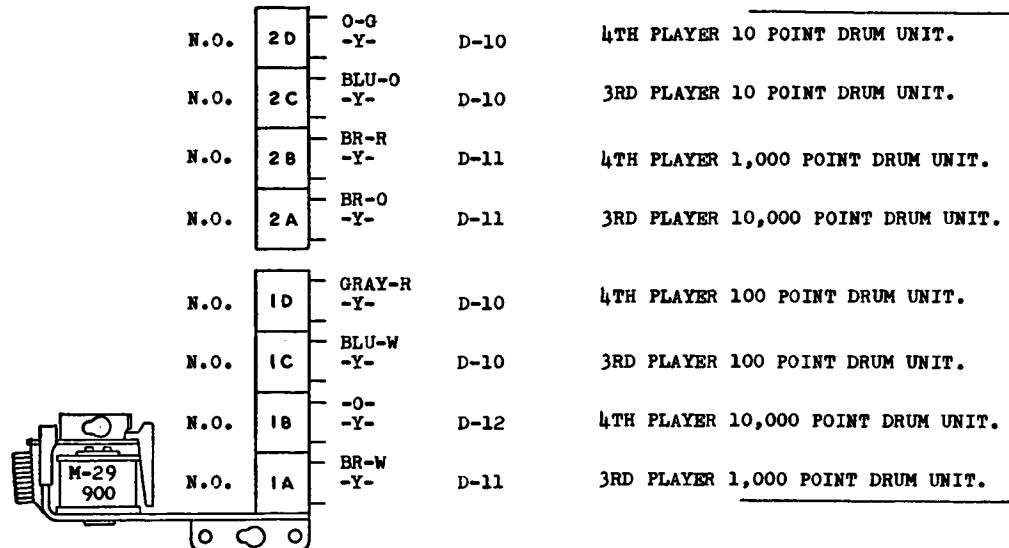 O-G
N.O. 2D -Y- D-10 4TH PLAYER 10 POINT DRUM UNIT.
BLU-O
N.O. 2C -Y- D-10 3RD PLAYER 10 POINT DRUM UNIT.
BR-R
N.O. 2B -Y- D-11 4TH PLAYER 1,000 POINT DRUM UNIT.
BR-O
N.O. 2A -Y- D-11 3RD PLAYER 10,000 POINT DRUM UNIT.
GRAY-R
N.O. 1D -Y- D-10 4TH PLAYER 100 POINT DRUM UNIT.
BLU-W
N.O. 1C -Y- D-10 3RD PLAYER 100 POINT DRUM UNIT.
-O-
N.O. 1B -Y- D-12 4TH PLAYER 10,000 POINT DRUM UNIT.
BR-W
N.O. 1A -Y- D-11 3RD PLAYER 1,000 POINT DRUM UNIT.
M-29
900